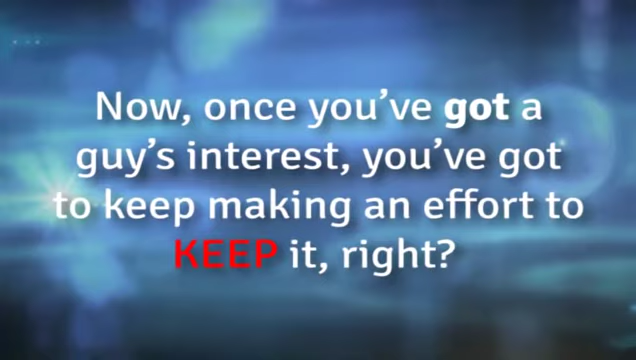 Now, once you’ve got a
guy’s interest, you’ve got
to keep making an effort to
KEEP it, right?